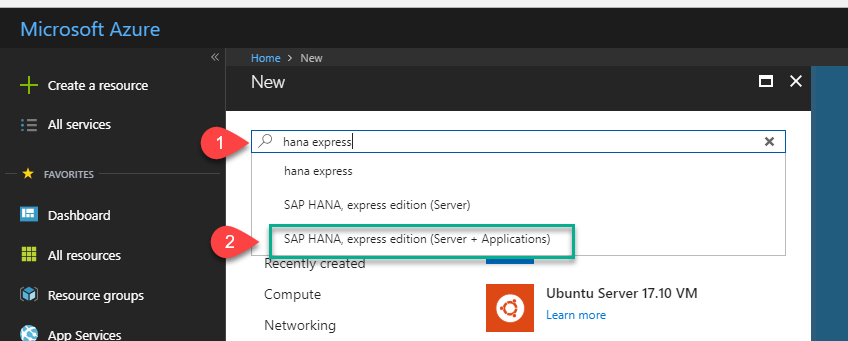 Microsoft Azure
«
Home > New
Create a resource
New
All services
1
hana express
hana express
FAVORITES
SAP HANA, express edition (Server)
Dashboard
2
SAP HANA, express edition (Server + Applications)
All resources
Recently created
Resource groups
Compute
Ubuntu Server 17.10 VM
Learn more
App Services
Networking